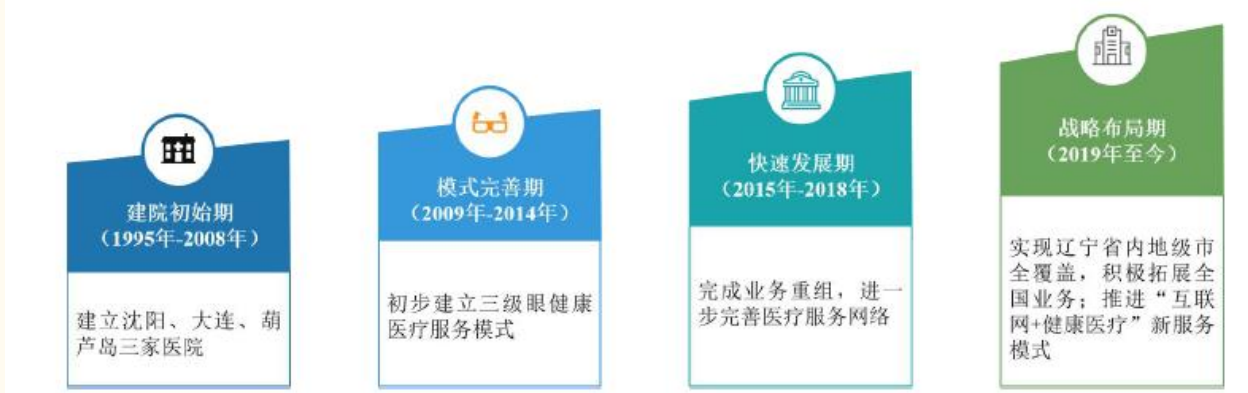 建院初始期
（1995年-2008年）
建立沈阳、大连、葫
芦岛三家医院
模式完善期
（2009年-2014年）
初步建立三级眼健康
医疗服务模式
快速发展期
（2015年-2018年）
完成业务重组，进一
步完善医疗服务网络
战略布局期
（2019年至今）
实现辽宁省内地级市
全覆盖，积极拓展全
国业务；推进“互联
网+健康医疗”新服务
模式